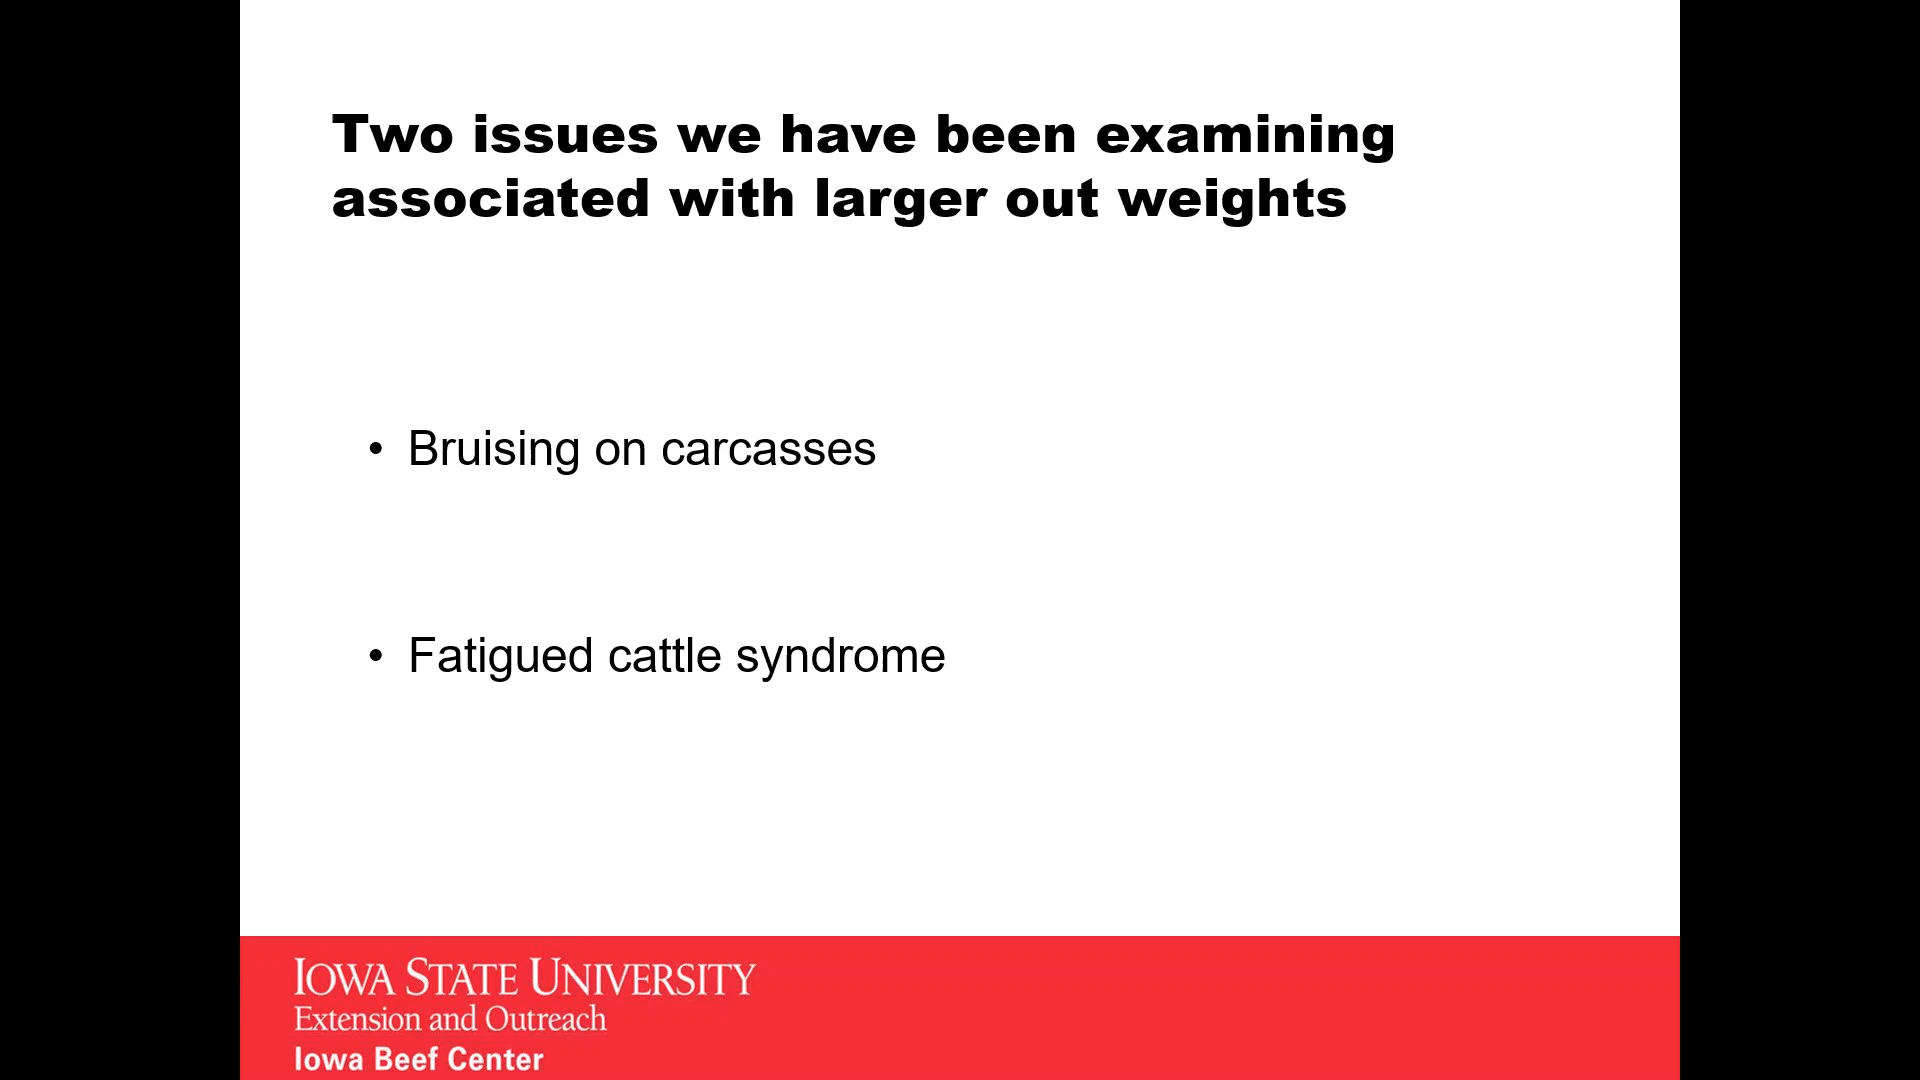 Two issues we have been examining
associated with larger out weights
• Bruising on carcasses
• Fatigued cattle syndrome
IOWA STATE UNIVERSITY
Extension and Outreach
Iowa Beef Center